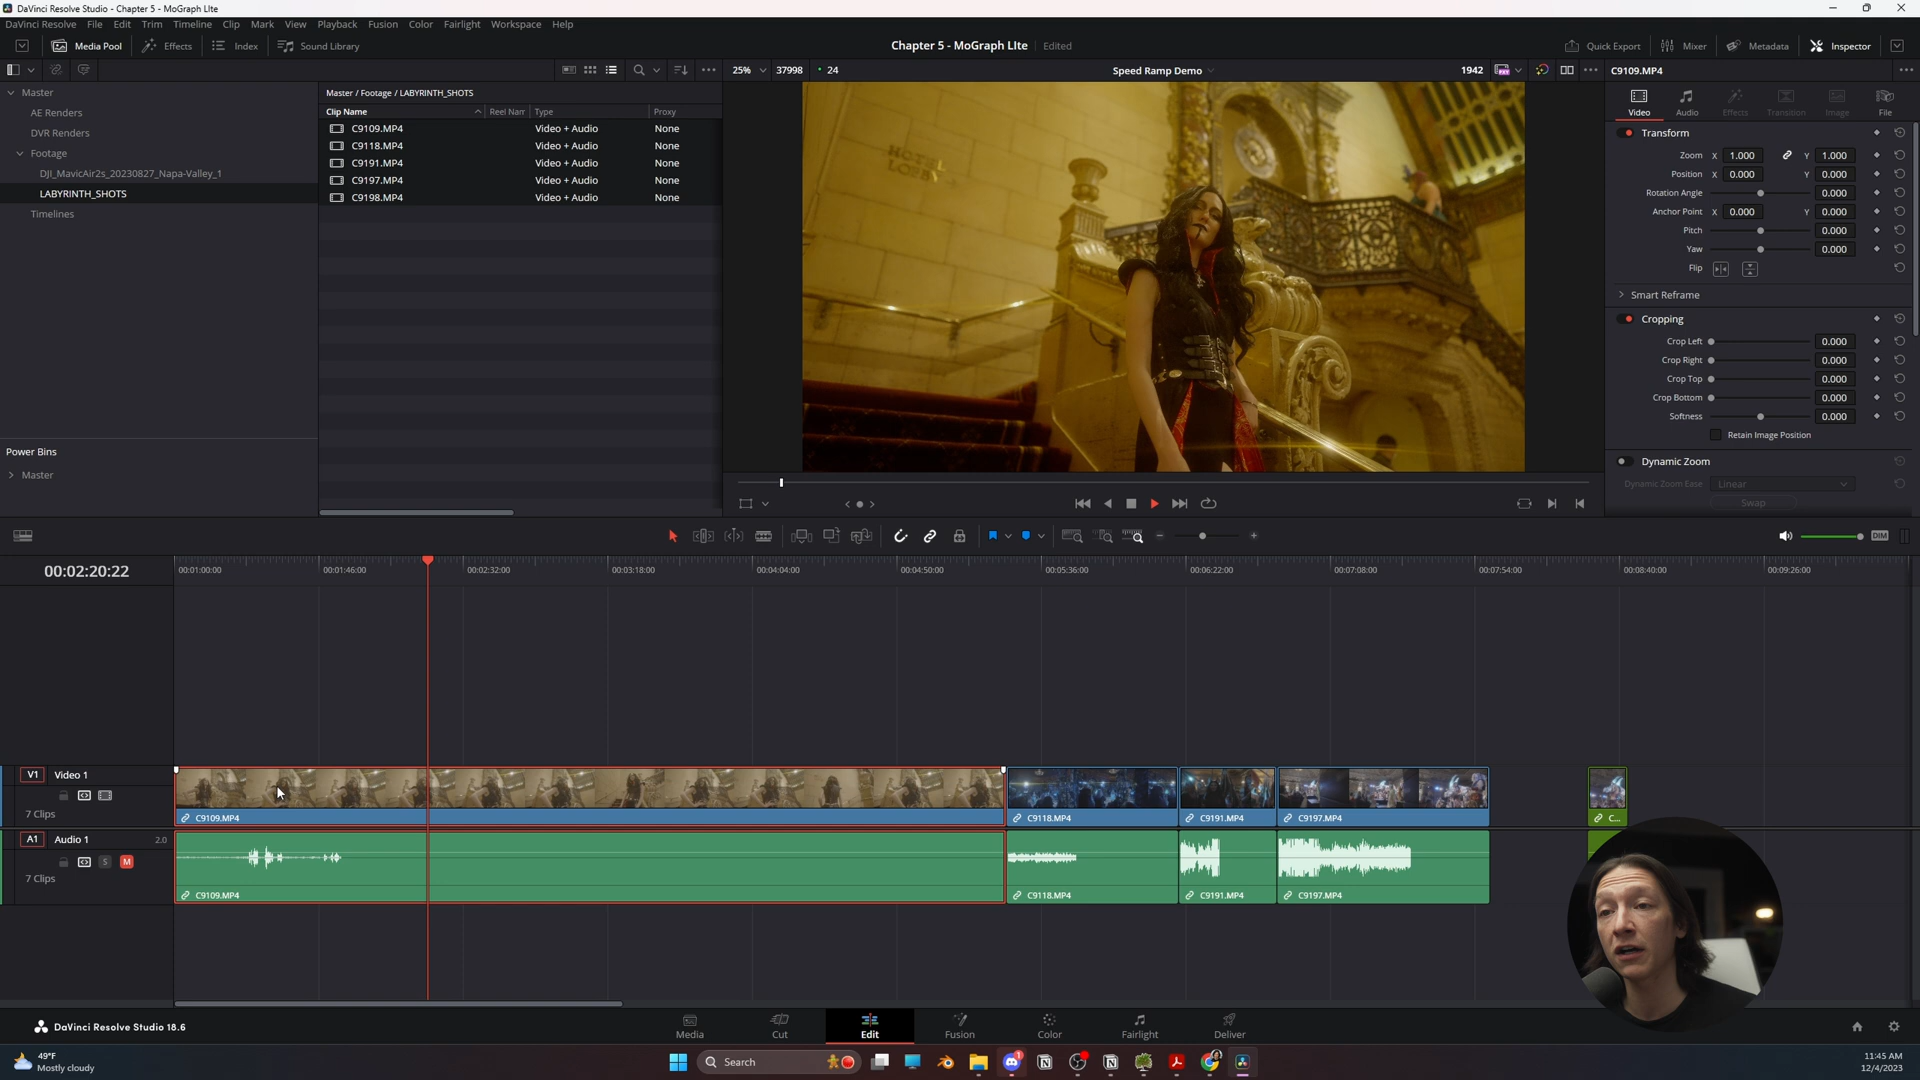 DaVinci Resolve Studio - Chapter 5 - MoGraph LIte
DaVinci Resolve File Edit Trim Timeline Clip Mark View Playback Fusion Color Fairlight Workspace Help
Media Pool Effects Index Sound Library Chapter 5 - MoGraph LIte Edited Quick Export Mixer Metadata Inspector
25% 37998 24 Speed Ramp Demo 1942 C9109.MP4
Master
AE Renders
DVR Renders
Footage
DJI_MavicAir2s_20230827_Napa-Valley_1
LABYRINTH_SHOTS
Timelines
Power Bins
Master
Master / Footage / LABYRINTH_SHOTS
Clip Name Reel Narr Type Proxy
C9109.MP4 Video + Audio None
C9118.MP4 Video + Audio None
C9191.MP4 Video + Audio None
C9197.MP4 Video + Audio None
C9198.MP4 Video + Audio None
HOTEL
LOBBY
Video Audio Effects Transition Image File
Transform
Zoom X 1.000 Y 1.000
Position X 0.000 Y 0.000
Rotation Angle 0.000
Anchor Point X 0.000 Y 0.000
Pitch 0.000
Yaw 0.000
Flip
Smart Reframe
Cropping
Crop Left 0.000
Crop Right 0.000
Crop Top 0.000
Crop Bottom 0.000
Softness 0.000
Retain Image Position
Dynamic Zoom
Dynamic Zoom Ease Linear
Swap
DIM
00:02:20:22 00:01:00:00 00:01:46:00 00:02:32:00 00:03:18:00 00:04:04:00 00:04:50:00 00:05:36:00 00:06:22:00 00:07:08:00 00:07:54:00 00:08:40:00 00:09:26:00
V1 Video 1
7 Clips
C9109.MP4 C9118.MP4 C9191.MP4 C9197.MP4 C...
A1 Audio 1 2.0
S M
7 Clips
C9109.MP4 C9118.MP4 C9191.MP4 C9197.MP4
DaVinci Resolve Studio 18.6
Media Cut Edit Fusion Color Fairlight Deliver
49°F
Mostly cloudy
Search
1
11:45 AM
12/4/2023